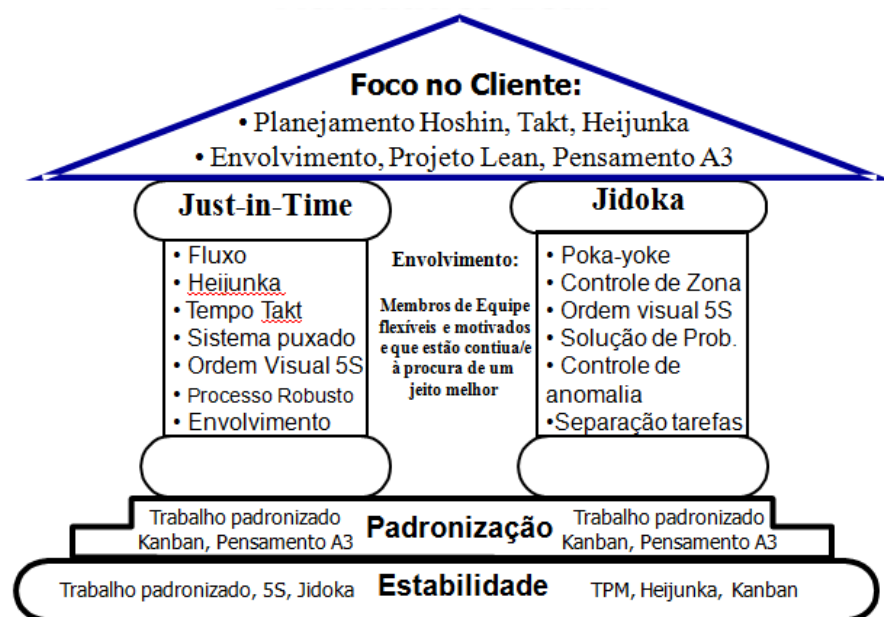 Foco no Cliente:
• Planejamento Hoshin, Takt, Heijunka
• Envolvimento, Projeto Lean, Pensamento A3
Just-in-Time
• Fluxo
• Heijunka
• Tempo Takt
• Sistema puxado
• Ordem Visual 5S
• Processo Robusto
• Envolvimento
Envolvimento:
Membros de Equipe
flexíveis e motivados
e que estão contiua/e
à procura de um
jeito melhor
Jidoka
• Poka-yoke
• Controle de Zona
• Ordem visual 5S
• Solução de Prob.
• Controle de
anomalia
•Separação tarefas
Trabalho padronizado
Kanban, Pensamento A3
Padronização
Trabalho padronizado
Kanban, Pensamento A3
Trabalho padronizado, 5S, Jidoka
Estabilidade
TPM, Heijunka, Kanban